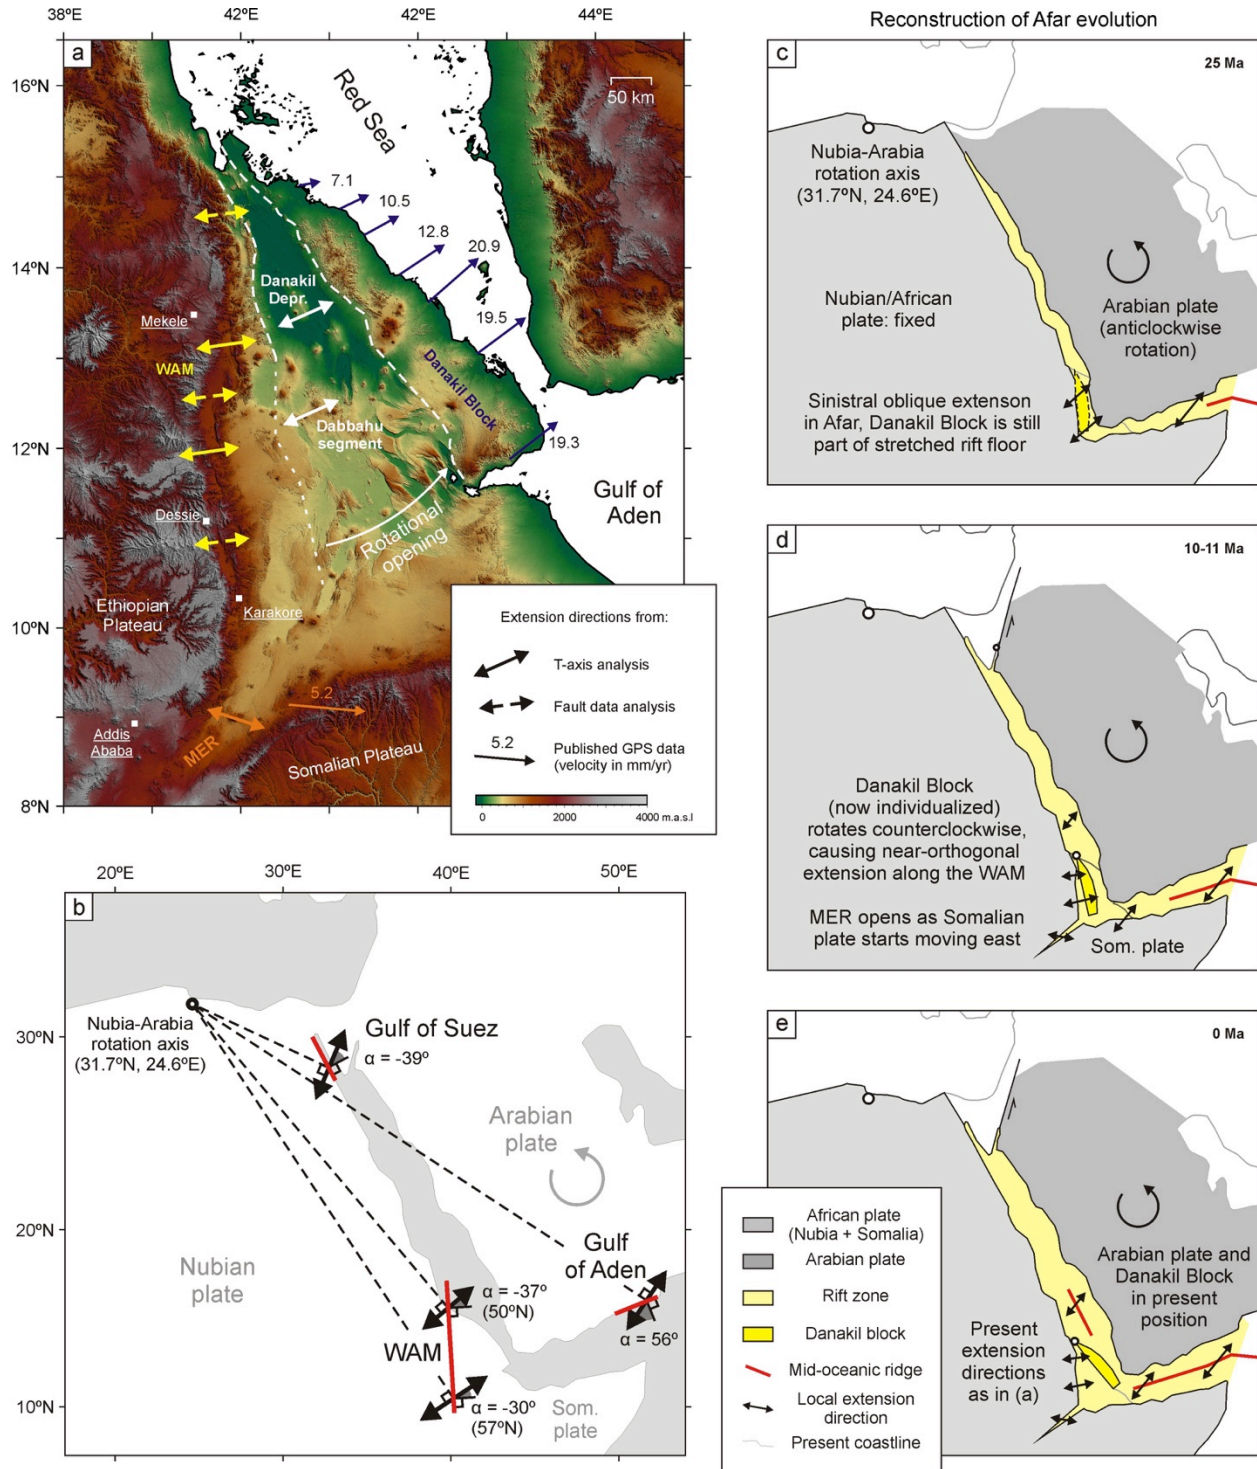 38ºE
42ºE
42ºE
44ºE
a
16ºN
14ºN
12ºN
10ºN
8ºN
Red Sea
50 km
7.1
10.5
12.8
20.9
19.5
19.3
Danakil
Depr.
Mekele
WAM
Danakil Block
Dabbahu
segment
Gulf of
Aden
Dessie
Rotational
opening
Ethiopian
Plateau
Karakore
5.2
Addis
Ababa
MER
Somalian Plateau
Extension directions from:
T-axis analysis
Fault data analysis
5.2
Published GPS data
(velocity in mm/yr)
0
2000
4000 m.a.s.l
20ºE
30ºE
40ºE
50ºE
b
30ºN
20ºN
10ºN
Nubia-Arabia
rotation axis
(31.7ºN, 24.6ºE)
Gulf of Suez
α = -39º
Arabian
plate
Nubian
plate
Gulf
of Aden
α = -37º
(50ºN)
WAM
α = 56º
α = -30º
(57ºN)
Som.
plate
Reconstruction of Afar evolution
c
25 Ma
Nubia-Arabia
rotation axis
(31.7ºN, 24.6ºE)
Nubian/African
plate: fixed
Arabian plate
(anticlockwise
rotation)
Sinistral oblique extenson
in Afar, Danakil Block is still
part of stretched rift floor
d
10-11 Ma
Danakil Block
(now individualized)
rotates counterclockwise,
causing near-orthogonal
extension along the WAM
MER opens as Somalian
plate starts moving east
Som. plate
e
0 Ma
Arabian plate and
Danakil Block
in present
position
Present
extension
directions
as in (a)
African plate
(Nubia + Somalia)
Arabian plate
Rift zone
Danakil block
Mid-oceanic ridge
Local extension
direction
Present coastline